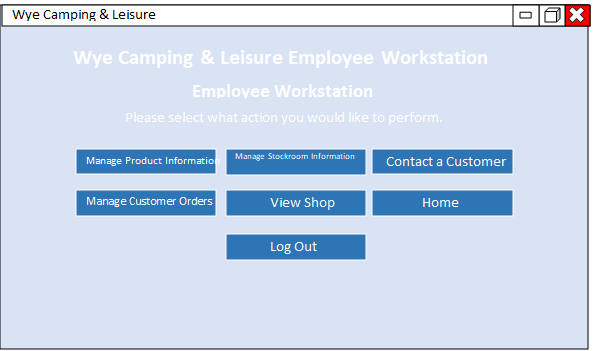 Wye Camping & Leisure
Wye Camping & Leisure Employee Workstation
Employee Workstation
Please select what action you would like to perform.
Manage Product Information
Manage Stockroom Information
Contact a Customer
Manage Customer Orders
View Shop
Home
Log Out